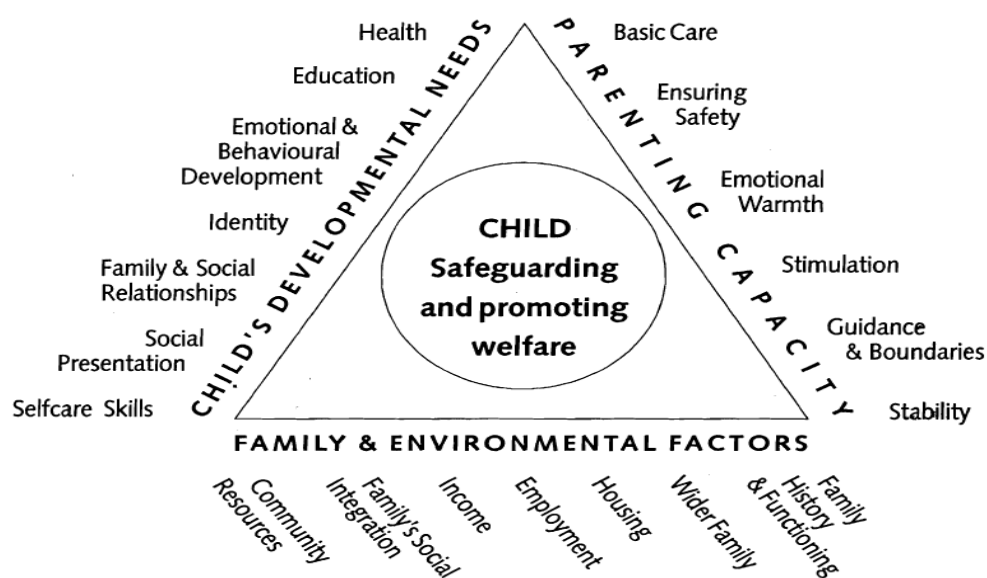 Health
Education
Emotional &
Behavioural
Development
Identity
Family & Social
Relationships
Social
Presentation
Selfcare Skills
CHILD'S DEVELOPMENTAL NEEDS
CHILD
Safeguarding
and promoting
welfare
PARENTING CAPACITY
Basic Care
Ensuring
Safety
Emotional
Warmth
Stimulation
Guidance
& Boundaries
Stability
FAMILY & ENVIRONMENTAL FACTORS
Community
Resources
Family's Social
Integration
Income
Employment
Housing
Wider Family
Family
History
& Functioning